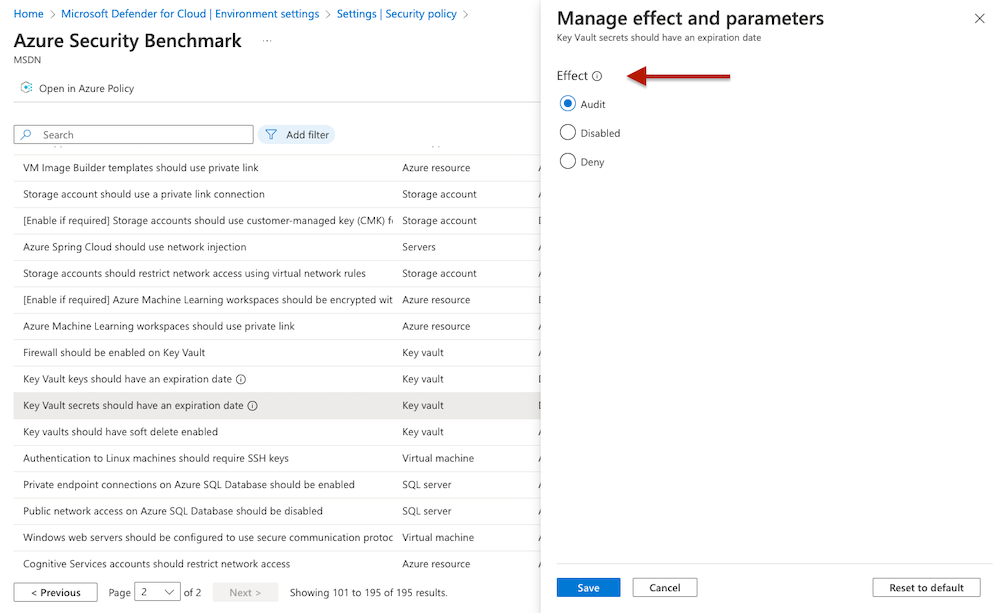 Home > Microsoft Defender for Cloud | Environment settings > Settings | Security policy >
Azure Security Benchmark ...
MSDN
Open in Azure Policy
Search
Add filter
VM Image Builder templates should use private link Azure resource
Storage account should use a private link connection Storage account
[Enable if required] Storage accounts should use customer-managed key (CMK) f Storage account
Azure Spring Cloud should use network injection Servers
Storage accounts should restrict network access using virtual network rules Storage account
[Enable if required] Azure Machine Learning workspaces should be encrypted wit Azure resource
Azure Machine Learning workspaces should use private link Azure resource
Firewall should be enabled on Key Vault Key vault
Key Vault keys should have an expiration date Key vault
Key Vault secrets should have an expiration date Key vault
Key vaults should have soft delete enabled Key vault
Authentication to Linux machines should require SSH keys Virtual machine
Private endpoint connections on Azure SQL Database should be enabled SQL server
Public network access on Azure SQL Database should be disabled SQL server
Windows web servers should be configured to use secure communication protoc Virtual machine
Cognitive Services accounts should restrict network access Azure resource
< Previous Page 2 of 2 Next > Showing 101 to 195 of 195 results.
Manage effect and parameters
Key Vault secrets should have an expiration date
Effect
Audit
Disabled
Deny
Save Cancel Reset to default